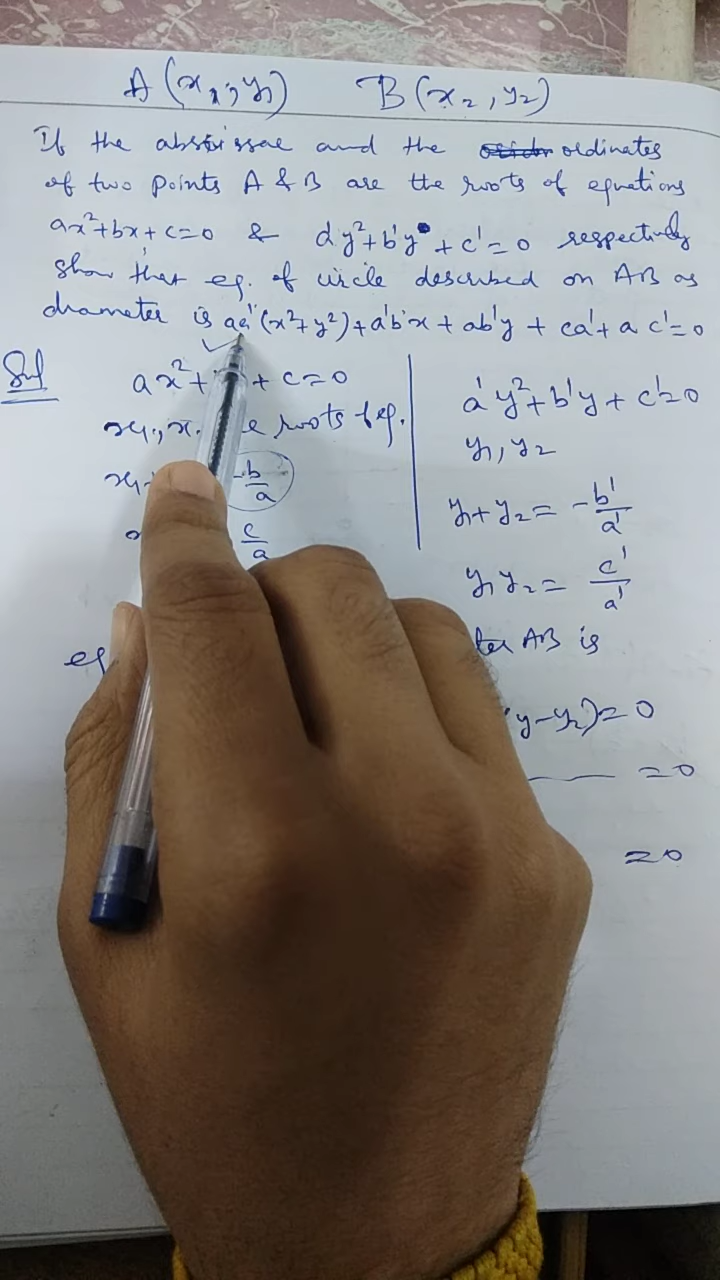 A (x₁, y₁) B (x₂, y₂)
If the abscissae and the ordinates
of two points A & B are the roots of equations
ax²+bx+c=0 & a'y²+b'y + c'=0 respectively
show that eq. of circle described on AB as
diameter is aa'(x²+y²)+a'b'x + ab'y + ca'+ a c'=0
Sol ax²+ + c=0
roots of eq.
-b/a
c/a
a'y²+b'y+c'=0
y₁, y₂
y₁+y₂ = -b'/a'
y₁y₂ = c'/a'
AB is
y-y₂)=0
=0
=0